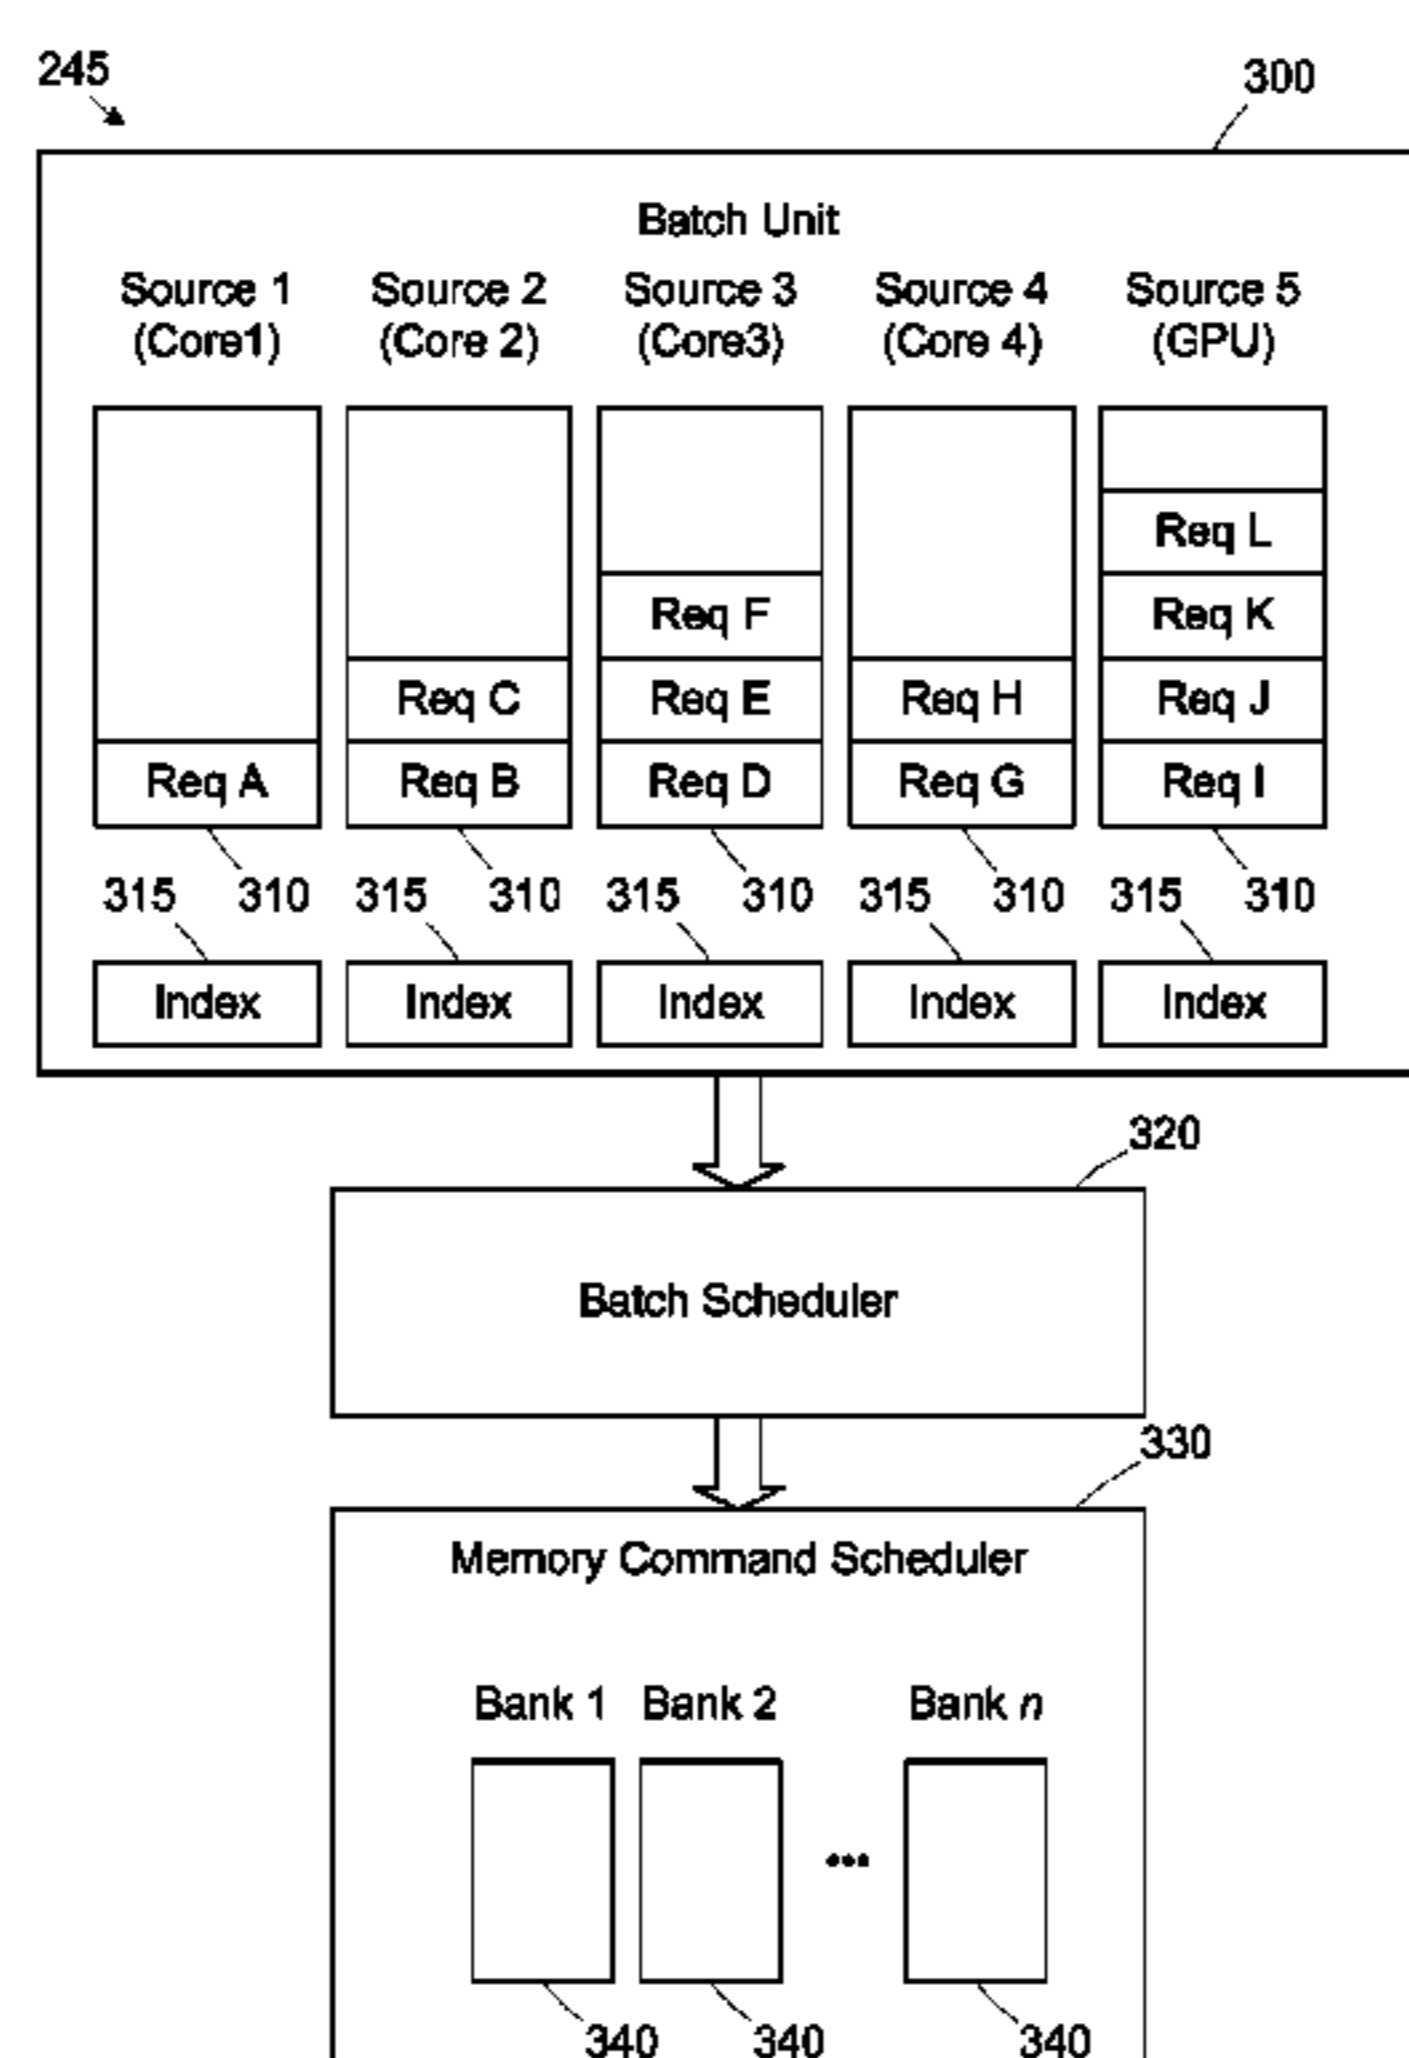 245
300
Batch Unit
Source 1 Source 2 Source 3 Source 4 Source 5
(Core1) (Core 2) (Core3) (Core 4) (GPU)
Req L
Req F Req K
Req C Req E Req H Req J
Req A Req B Req D Req G Req I
315 310 315 310 315 310 315 310 315 310
Index Index Index Index Index
320
Batch Scheduler
330
Memory Command Scheduler
Bank 1 Bank 2 Bank n
•••
340 340 340